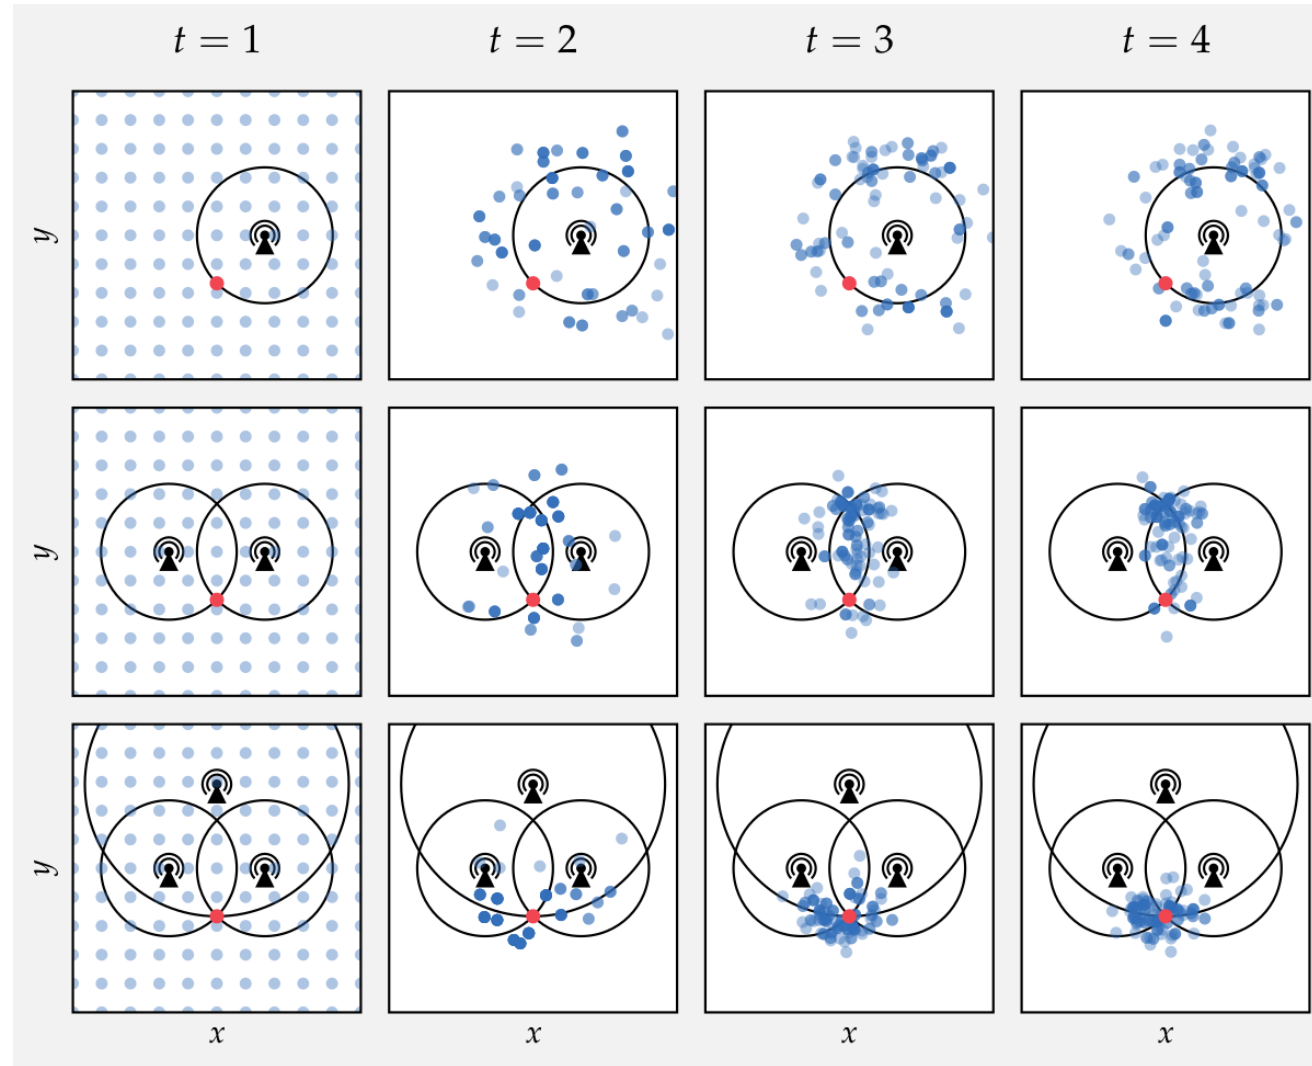 t = 1 t = 2 t = 3 t = 4
y
y
y
x x x x